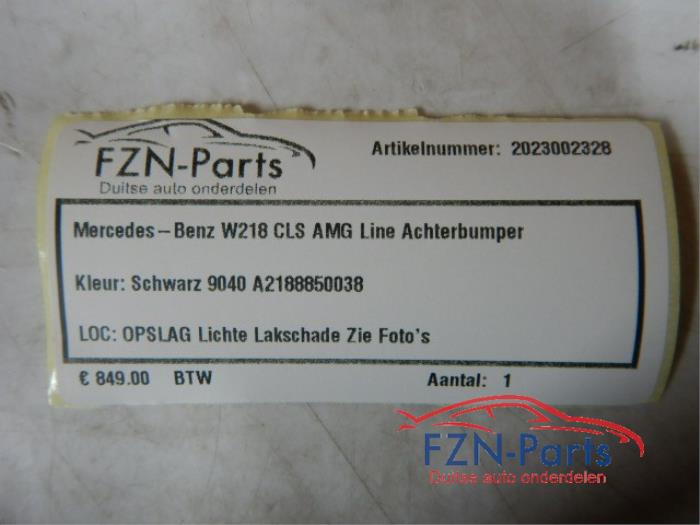 FZN-Parts
Duitse auto onderdelen
Artikelnummer: 2023002328
Mercedes-Benz W218 CLS AMG Line Achterbumper
Kleur: Schwarz 9040 A2188850038
LOC: OPSLAG Lichte Lakschade Zie Foto's
€ 849.00 BTW Aantal: 1
FZN-Parts
Duitse auto onderdelen